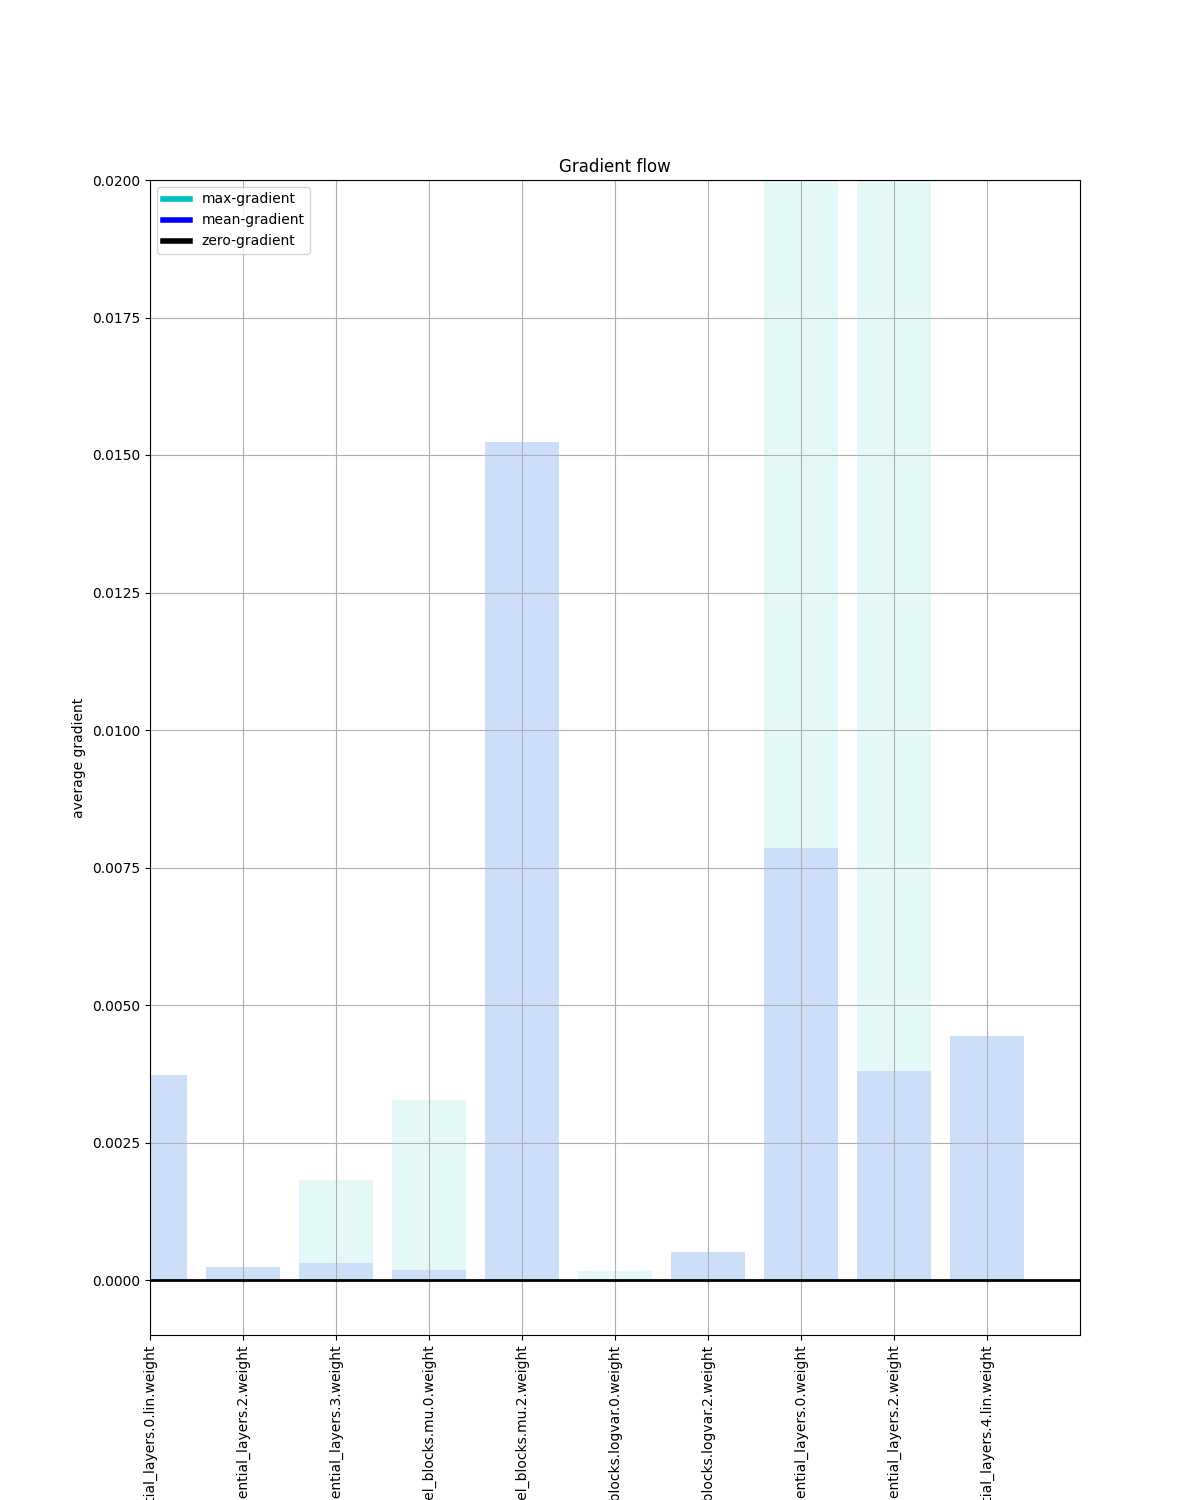 Gradient flow
max-gradient
mean-gradient
zero-gradient
0.0200
0.0175
0.0150
0.0125
0.0100
0.0075
0.0050
0.0025
0.0000
average gradient
tial_layers.0.lin.weight
ential_layers.2.weight
ential_layers.3.weight
el_blocks.mu.0.weight
el_blocks.mu.2.weight
blocks.logvar.0.weight
blocks.logvar.2.weight
ential_layers.0.weight
ential_layers.2.weight
tial_layers.4.lin.weight